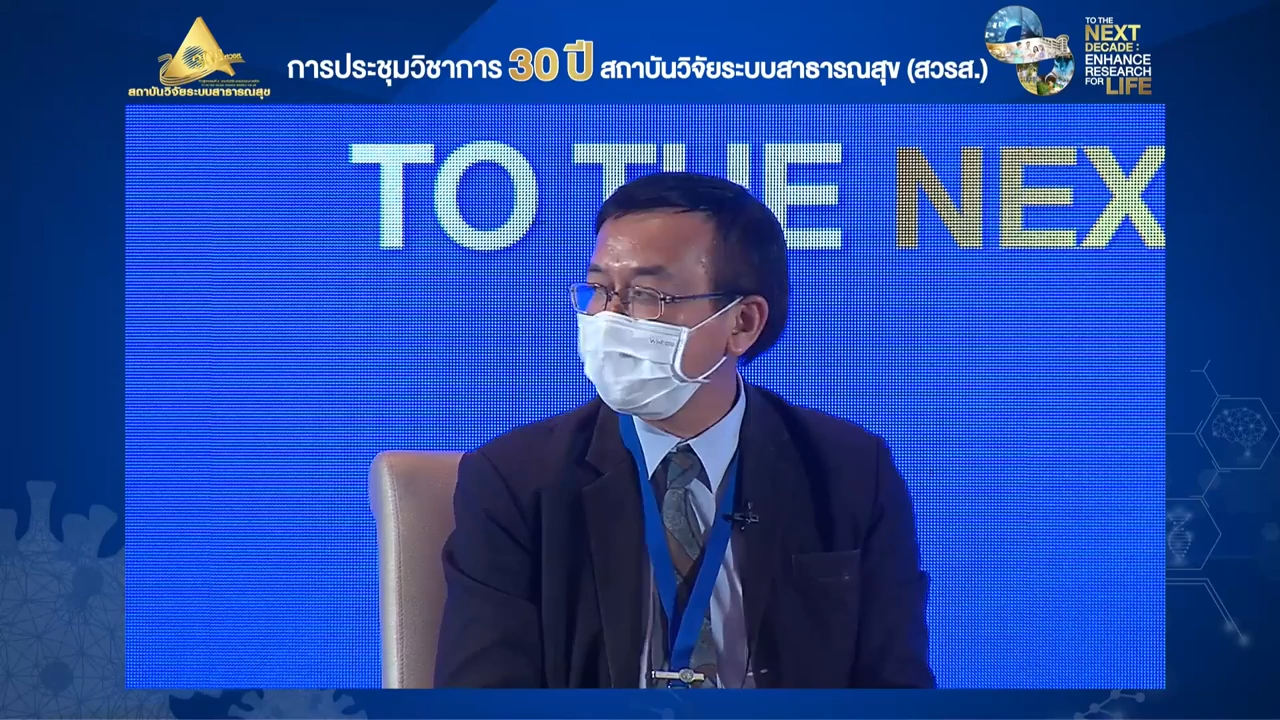 สถาบันวิจัยระบบสาธารณสุข
การประชุมวิชาการ 30 ปี สถาบันวิจัยระบบสาธารณสุข (สวรส.)
TO THE
NEXT
DECADE :
ENHANCE
RESEARCH
FOR LIFE
TO THE NEX